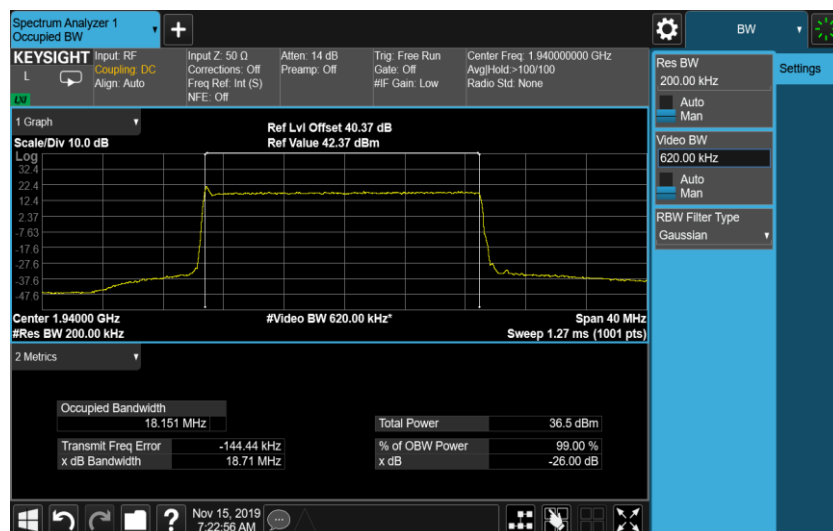 Spectrum Analyzer 1
Occupied BW
BW
KEYSIGHT
L
LXI
Input: RF
Coupling: DC
Align: Auto
Input Z: 50 Ω
Corrections: Off
Freq Ref: Int (S)
NFE: Off
Atten: 14 dB
Preamp: Off
Trig: Free Run
Gate: Off
#IF Gain: Low
Center Freq: 1.940000000 GHz
Avg|Hold:>100/100
Radio Std: None
Res BW
200.00 kHz
Auto
Man
Video BW
620.00 kHz
Auto
Man
RBW Filter Type
Gaussian
Settings
1 Graph
Scale/Div 10.0 dB
Ref Lvl Offset 40.37 dB
Ref Value 42.37 dBm
Log
32.4
22.4
12.4
2.37
-7.63
-17.6
-27.6
-37.6
-47.6
Center 1.94000 GHz
#Video BW 620.00 kHz*
Span 40 MHz
#Res BW 200.00 kHz
Sweep 1.27 ms (1001 pts)
2 Metrics
Occupied Bandwidth
18.151 MHz
Total Power 36.5 dBm
Transmit Freq Error -144.44 kHz
% of OBW Power 99.00 %
x dB Bandwidth 18.71 MHz
x dB -26.00 dB
?
Nov 15, 2019
7:22:56 AM